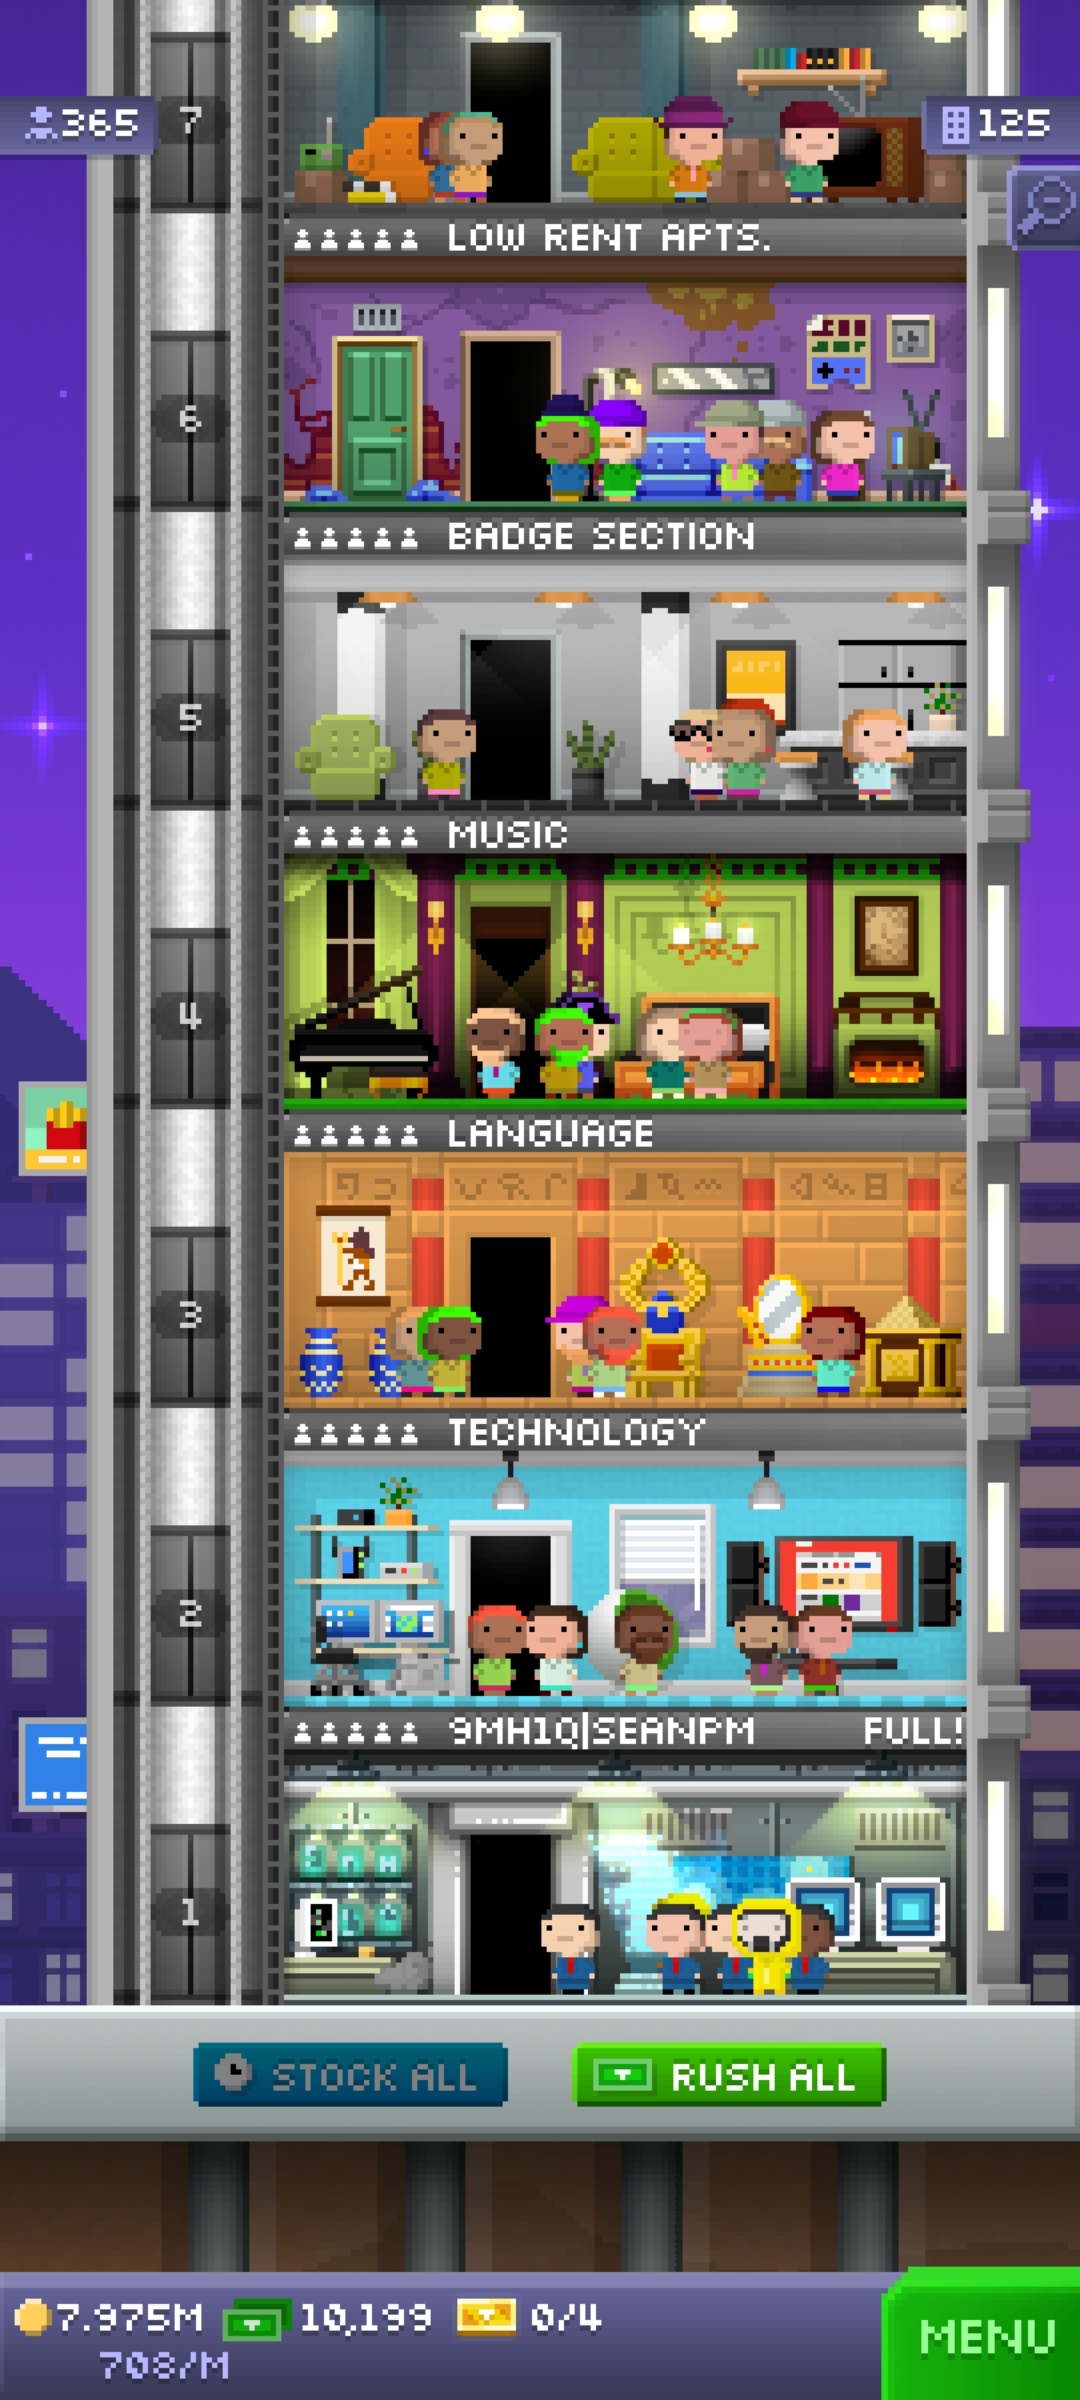 365
7
125
LOW RENT APTS.
6
BADGE SECTION
5
MUSIC
4
LANGUAGE
3
TECHNOLOGY
2
9MH1Q|SEANPM FULL!
1
STOCK ALL
RUSH ALL
7.975M 10,199 0/4
708/M
MENU